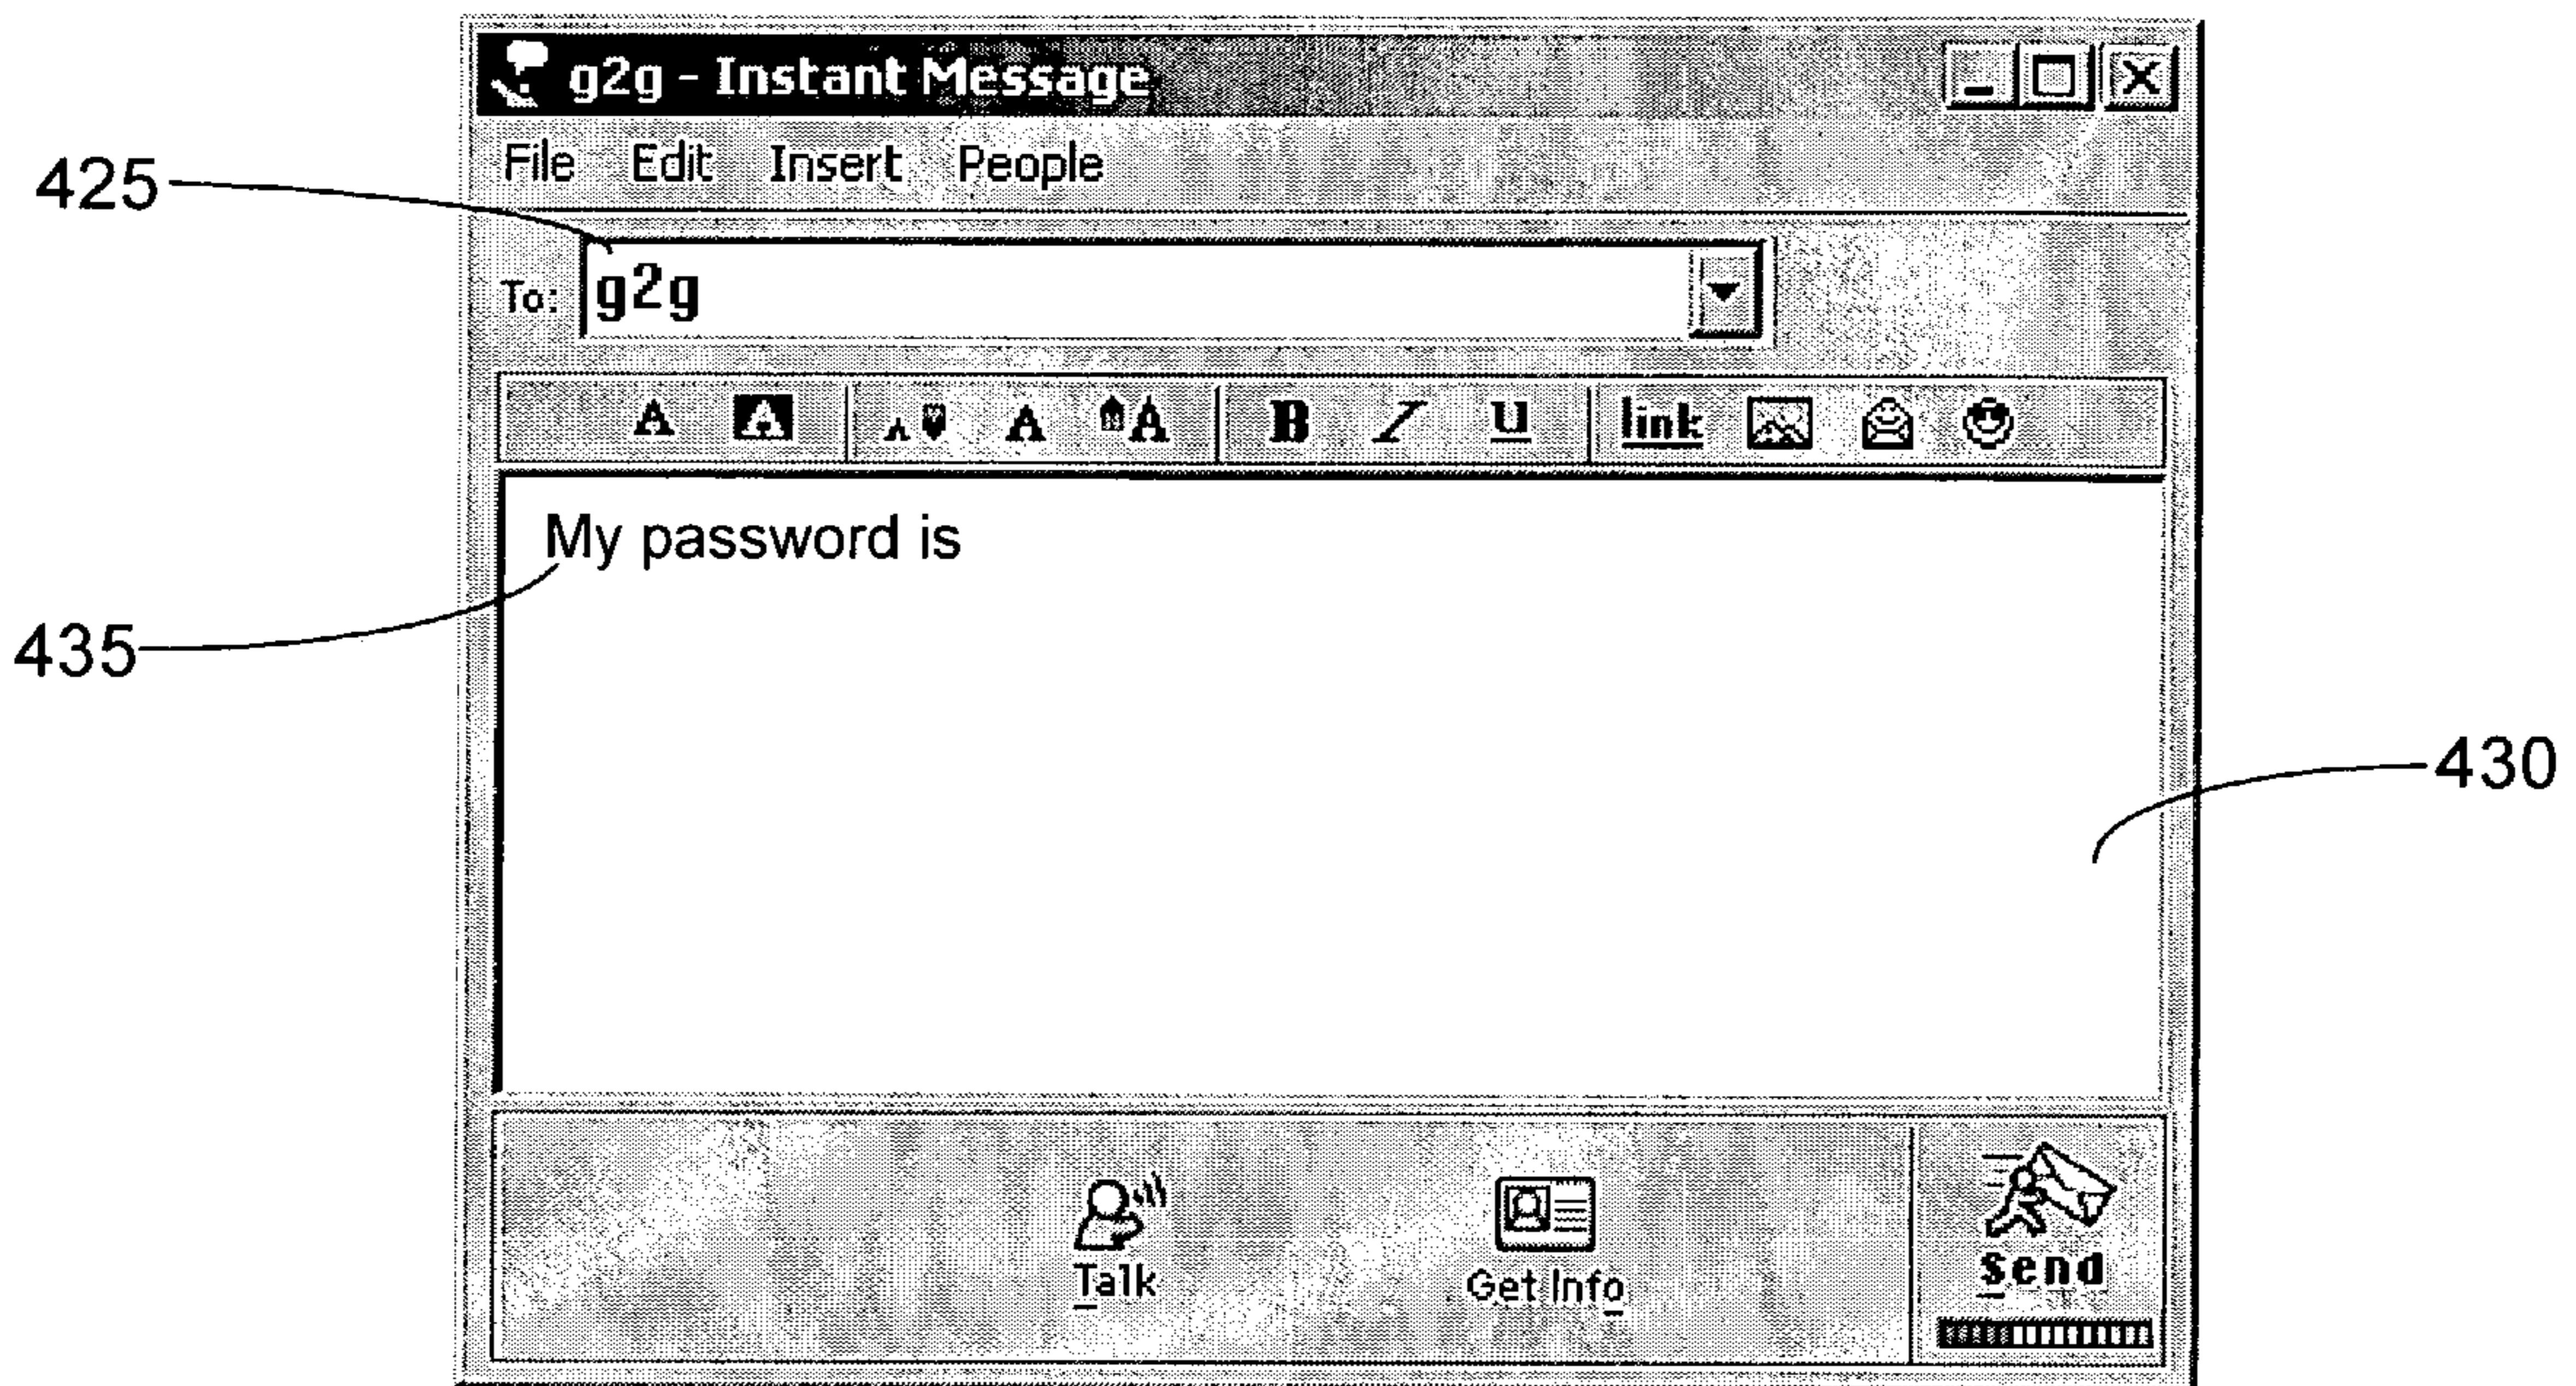 g2g - Instant Message
File Edit Insert People
425
To: g2g
A A A A A B I U link
My password is
435
430
Talk Get Info Send